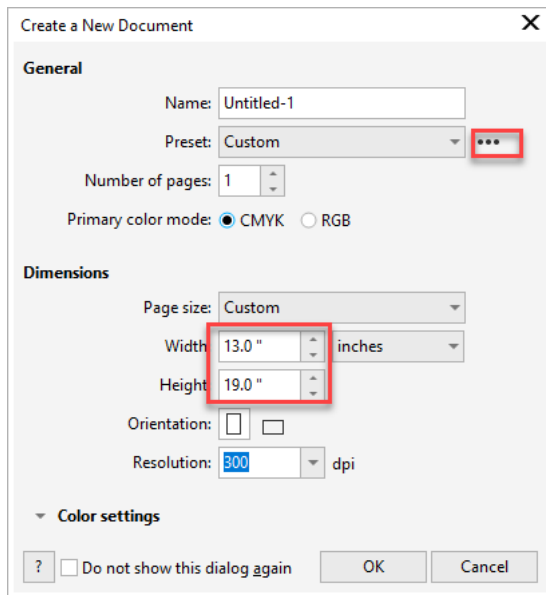 Create a New Document
General
Name: Untitled-1
Preset: Custom
Number of pages: 1
Primary color mode: CMYK RGB
Dimensions
Page size: Custom
Width 13.0 " inches
Height 19.0 "
Orientation:
Resolution: 300 dpi
Color settings
? Do not show this dialog again OK Cancel